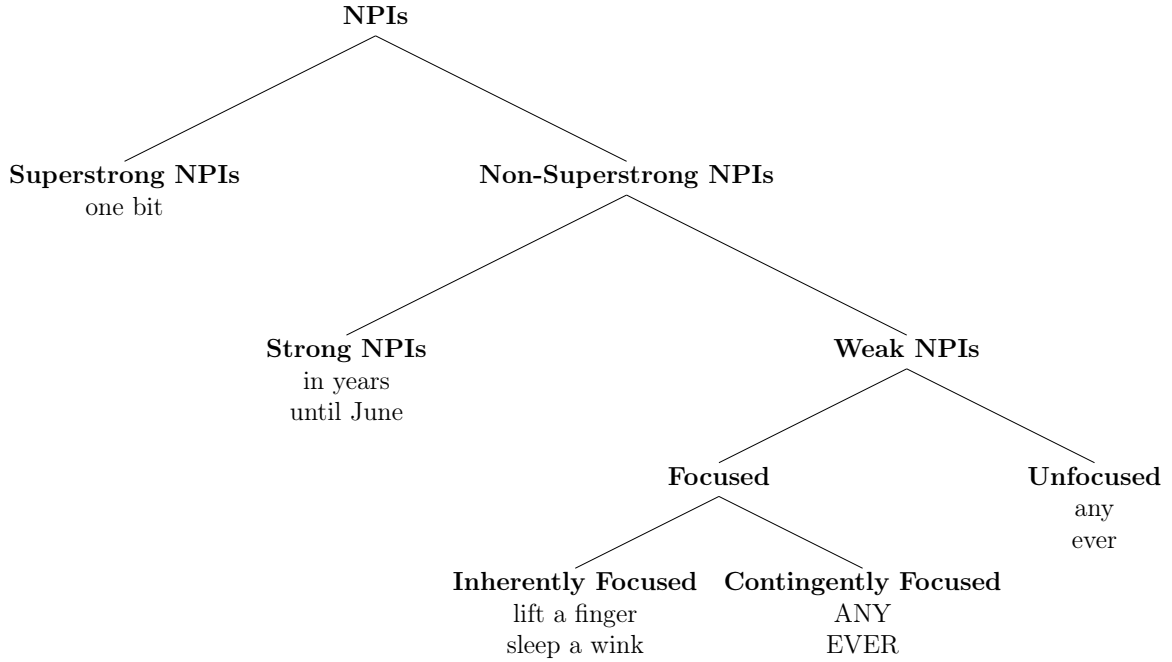 NPIs
Superstrong NPIs
one bit
Non-Superstrong NPIs
Strong NPIs
in years
until June
Weak NPIs
Focused
Unfocused
any
ever
Inherently Focused
lift a finger
sleep a wink
Contingently Focused
ANY
EVER